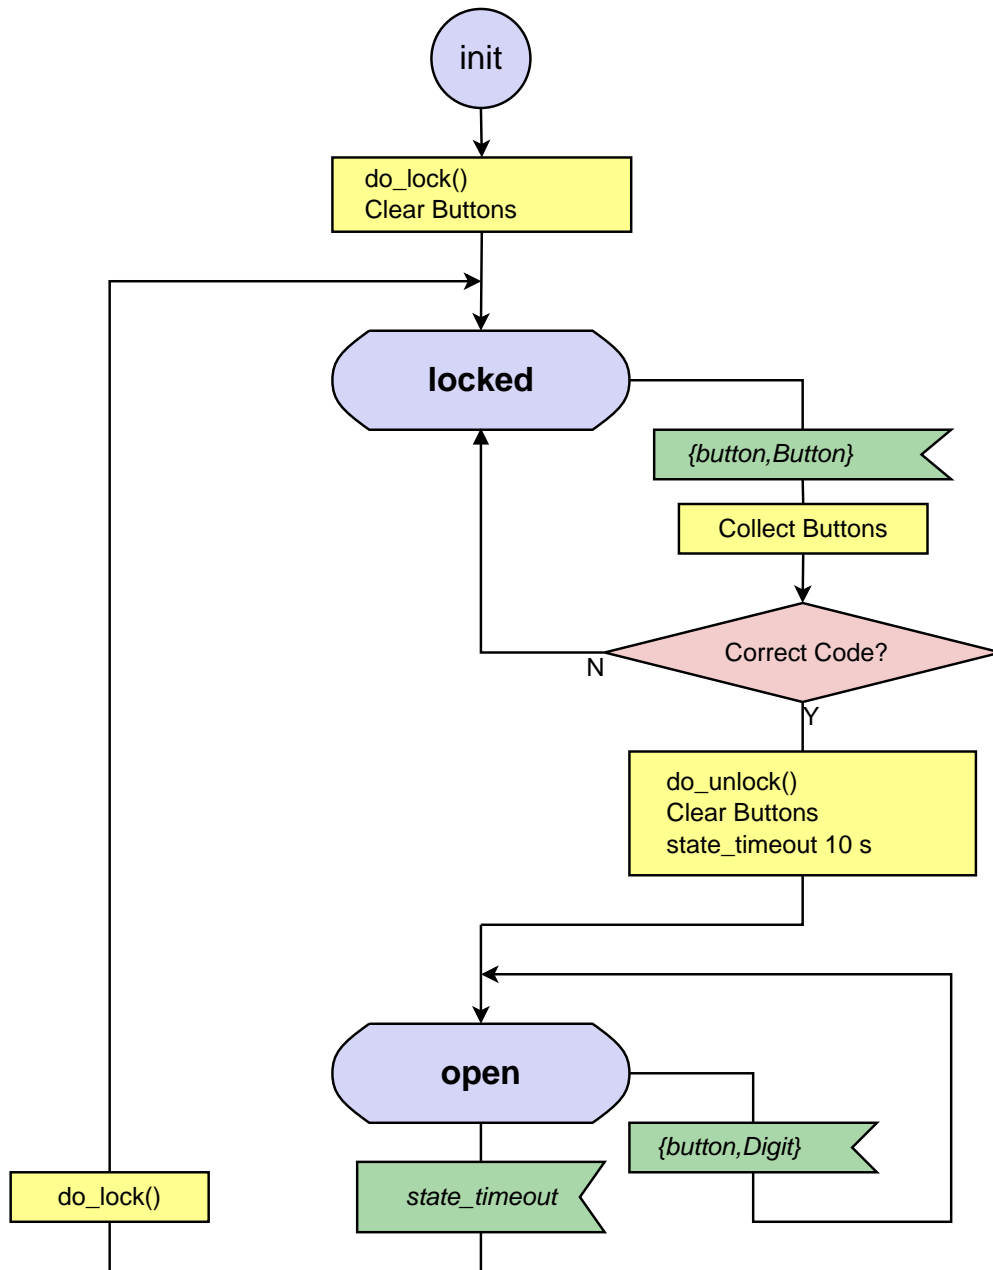 init
do_lock()
Clear Buttons
locked
{button,Button}
Collect Buttons
Correct Code?
N
Y
do_unlock()
Clear Buttons
state_timeout 10 s
open
{button,Digit}
do_lock()
state_timeout